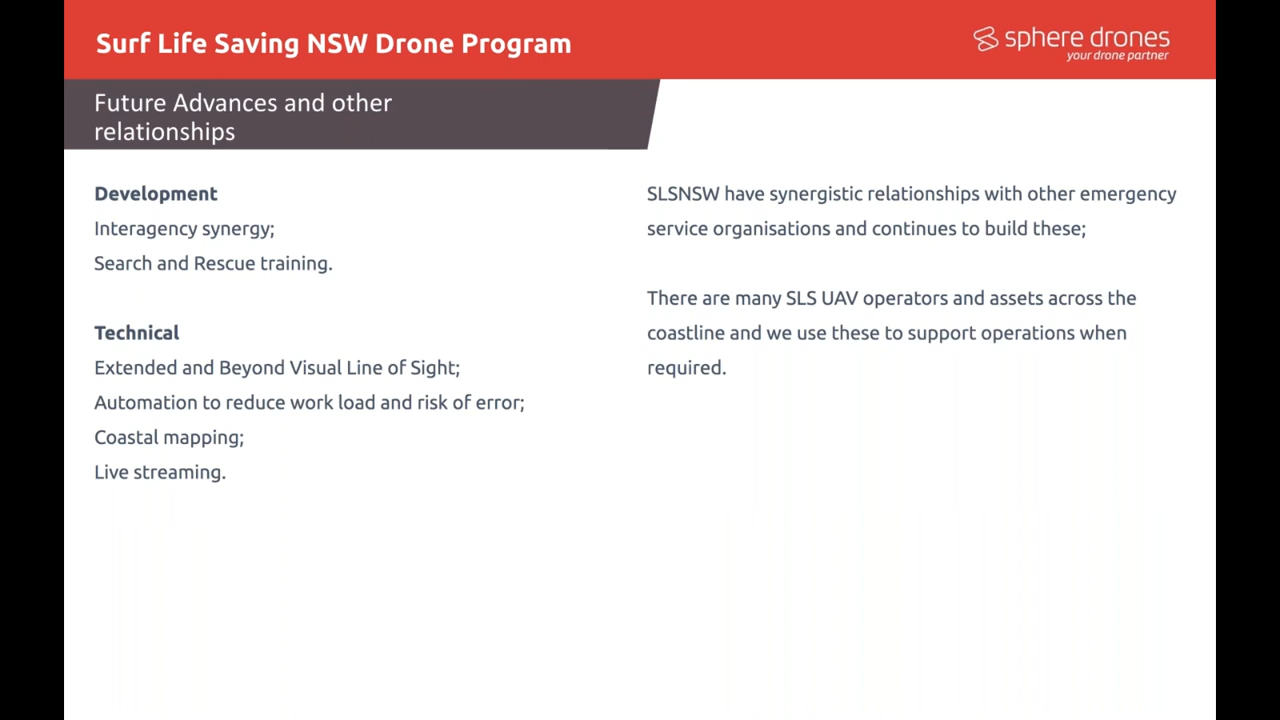 Surf Life Saving NSW Drone Program
sphere drones
your drone partner
Future Advances and other
relationships
Development
Interagency synergy;
Search and Rescue training.
Technical
Extended and Beyond Visual Line of Sight;
Automation to reduce work load and risk of error;
Coastal mapping;
Live streaming.
SLSNSW have synergistic relationships with other emergency
service organisations and continues to build these;
There are many SLS UAV operators and assets across the
coastline and we use these to support operations when
required.